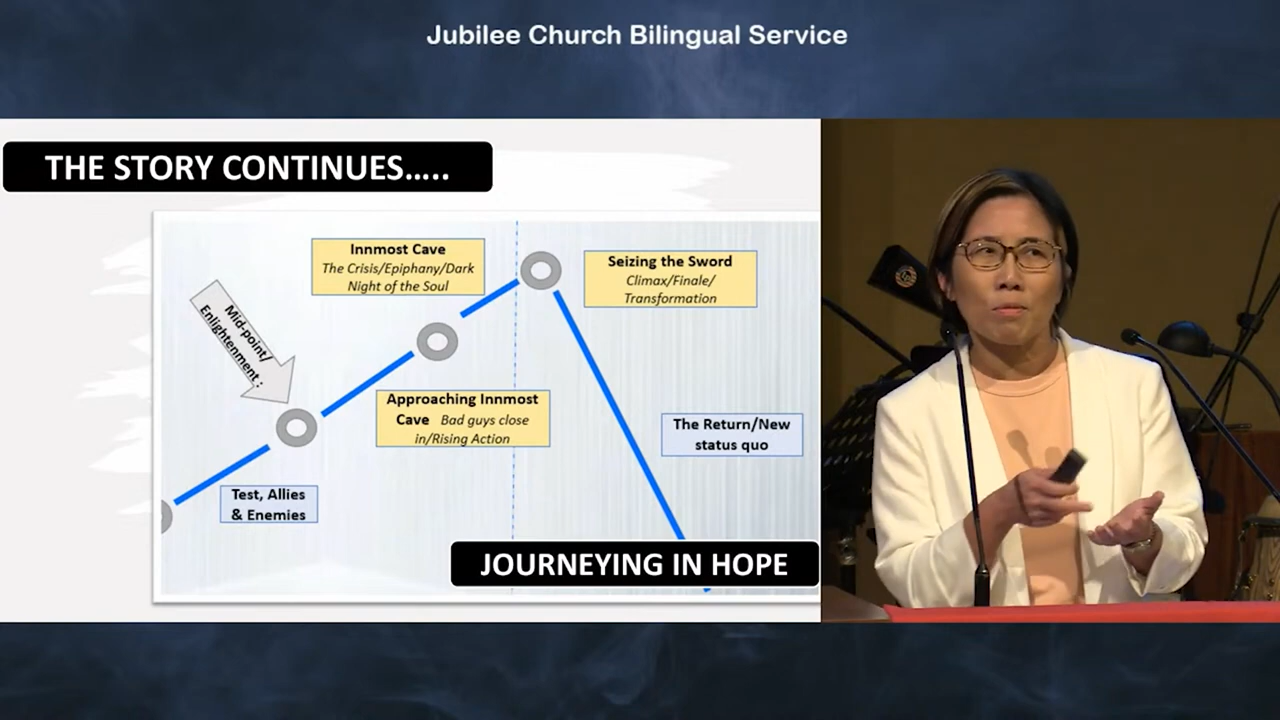 Jubilee Church Bilingual Service
THE STORY CONTINUES.....
Innmost Cave
The Crisis/Epiphany/Dark
Night of the Soul
Seizing the Sword
Climax/Finale/
Transformation
Mid-point/
Enlightenment :
Approaching Innmost
Cave Bad guys close
in/Rising Action
The Return/New
status quo
Test, Allies
& Enemies
JOURNEYING IN HOPE